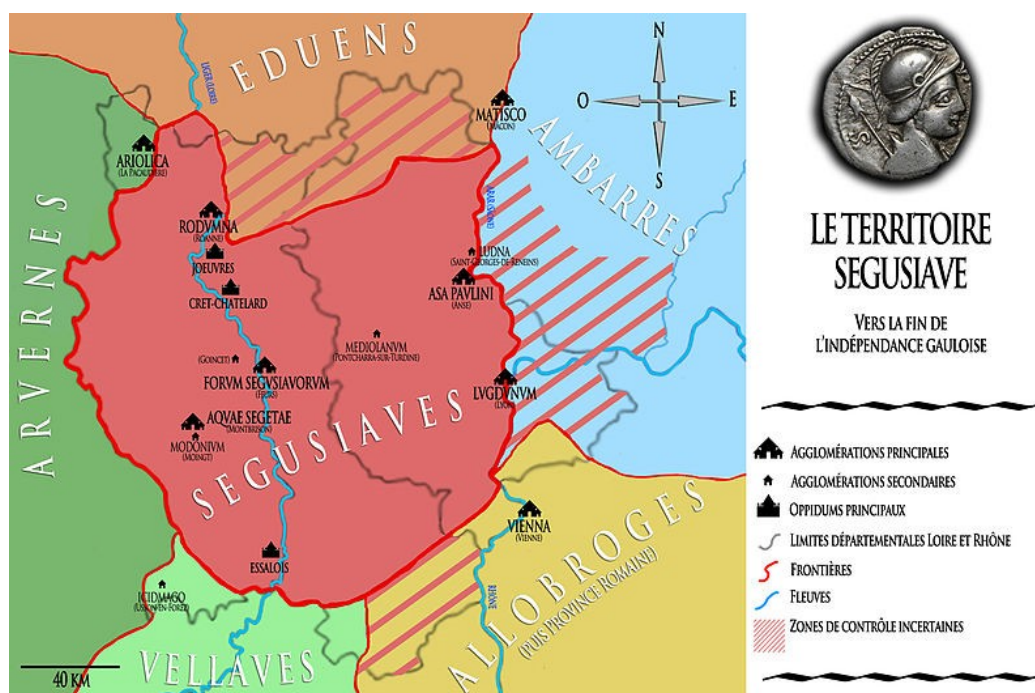 EDUENS
LIGER (LOIRE)
MATISCO
(MACON)
AMBARRES
ARIOLICA
(LA PACAUDIÈRE)
ARVERNES
RODVMNA
(ROANNE)
JOEUVRES
CRET-CHATELARD
ARAR (SAÔNE)
LUDNA
(SAINT-GEORGES-DE-RENEINS)
ASA PAVLINI
(ANSE)
MEDIOLANVM
(PONTCHARRA-SUR-TURDINE)
(GOINCET)
FORVM SEGVSIAVORVM
(FEURS)
LVGDVNVM
(LYON)
AQVAE SEGETAE
(MONTBRISON)
MODONIVM
(MOINGT)
SEGUSIAVES
VIENNA
(VIENNE)
ESSALOIS
ICIDMAGO
(USSON-EN-FOREZ)
RHÔNE
ALLOBROGES
(PUIS PROVINCE ROMAINE)
VELLAVES
40 KM
N
O
E
S
LE TERRITOIRE
SEGUSIAVE
VERS LA FIN DE
L'INDÉPENDANCE GAULOISE
AGGLOMÉRATIONS PRINCIPALES
AGGLOMÉRATIONS SECONDAIRES
OPPIDUMS PRINCIPAUX
LIMITES DÉPARTEMENTALES LOIRE ET RHÔNE
FRONTIÈRES
FLEUVES
ZONES DE CONTRÔLE INCERTAINES